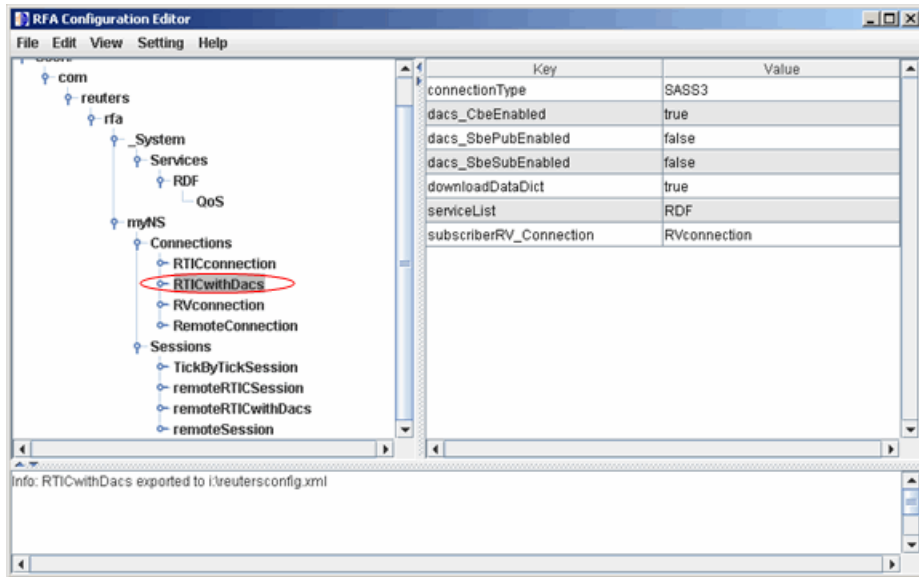 RFA Configuration Editor
File Edit View Setting Help
com
reuters
rfa
_System
Services
RDF
QoS
myNS
Connections
RTICconnection
RTICwithDacs
RVconnection
RemoteConnection
Sessions
TickByTickSession
remoteRTICSession
remoteRTICwithDacs
remoteSession
Key Value
connectionType SASS3
dacs_CbeEnabled true
dacs_SbePubEnabled false
dacs_SbeSubEnabled false
downloadDataDict true
serviceList RDF
subscriberRV_Connection RVconnection
Info: RTICwithDacs exported to i:\reutersconfig.xml